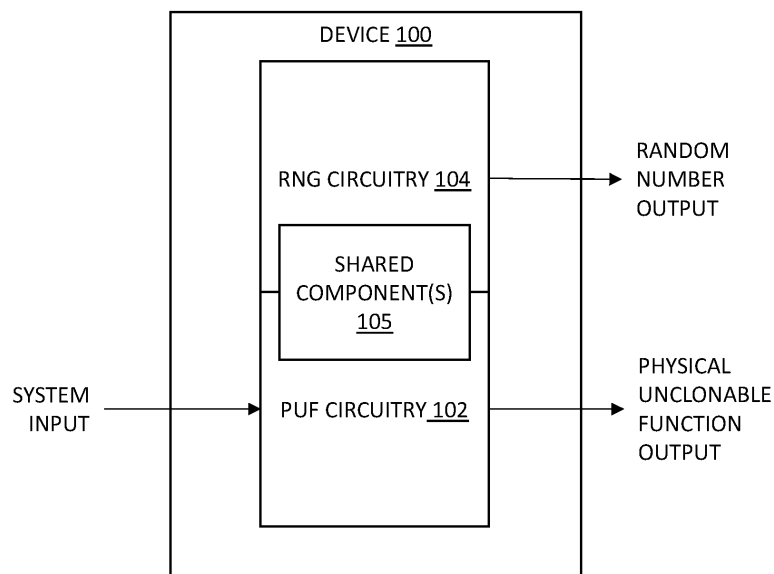 DEVICE 100
RNG CIRCUITRY 104
RANDOM
NUMBER
OUTPUT
SHARED
COMPONENT(S)
105
SYSTEM
INPUT
PUF CIRCUITRY 102
PHYSICAL
UNCLONABLE
FUNCTION
OUTPUT